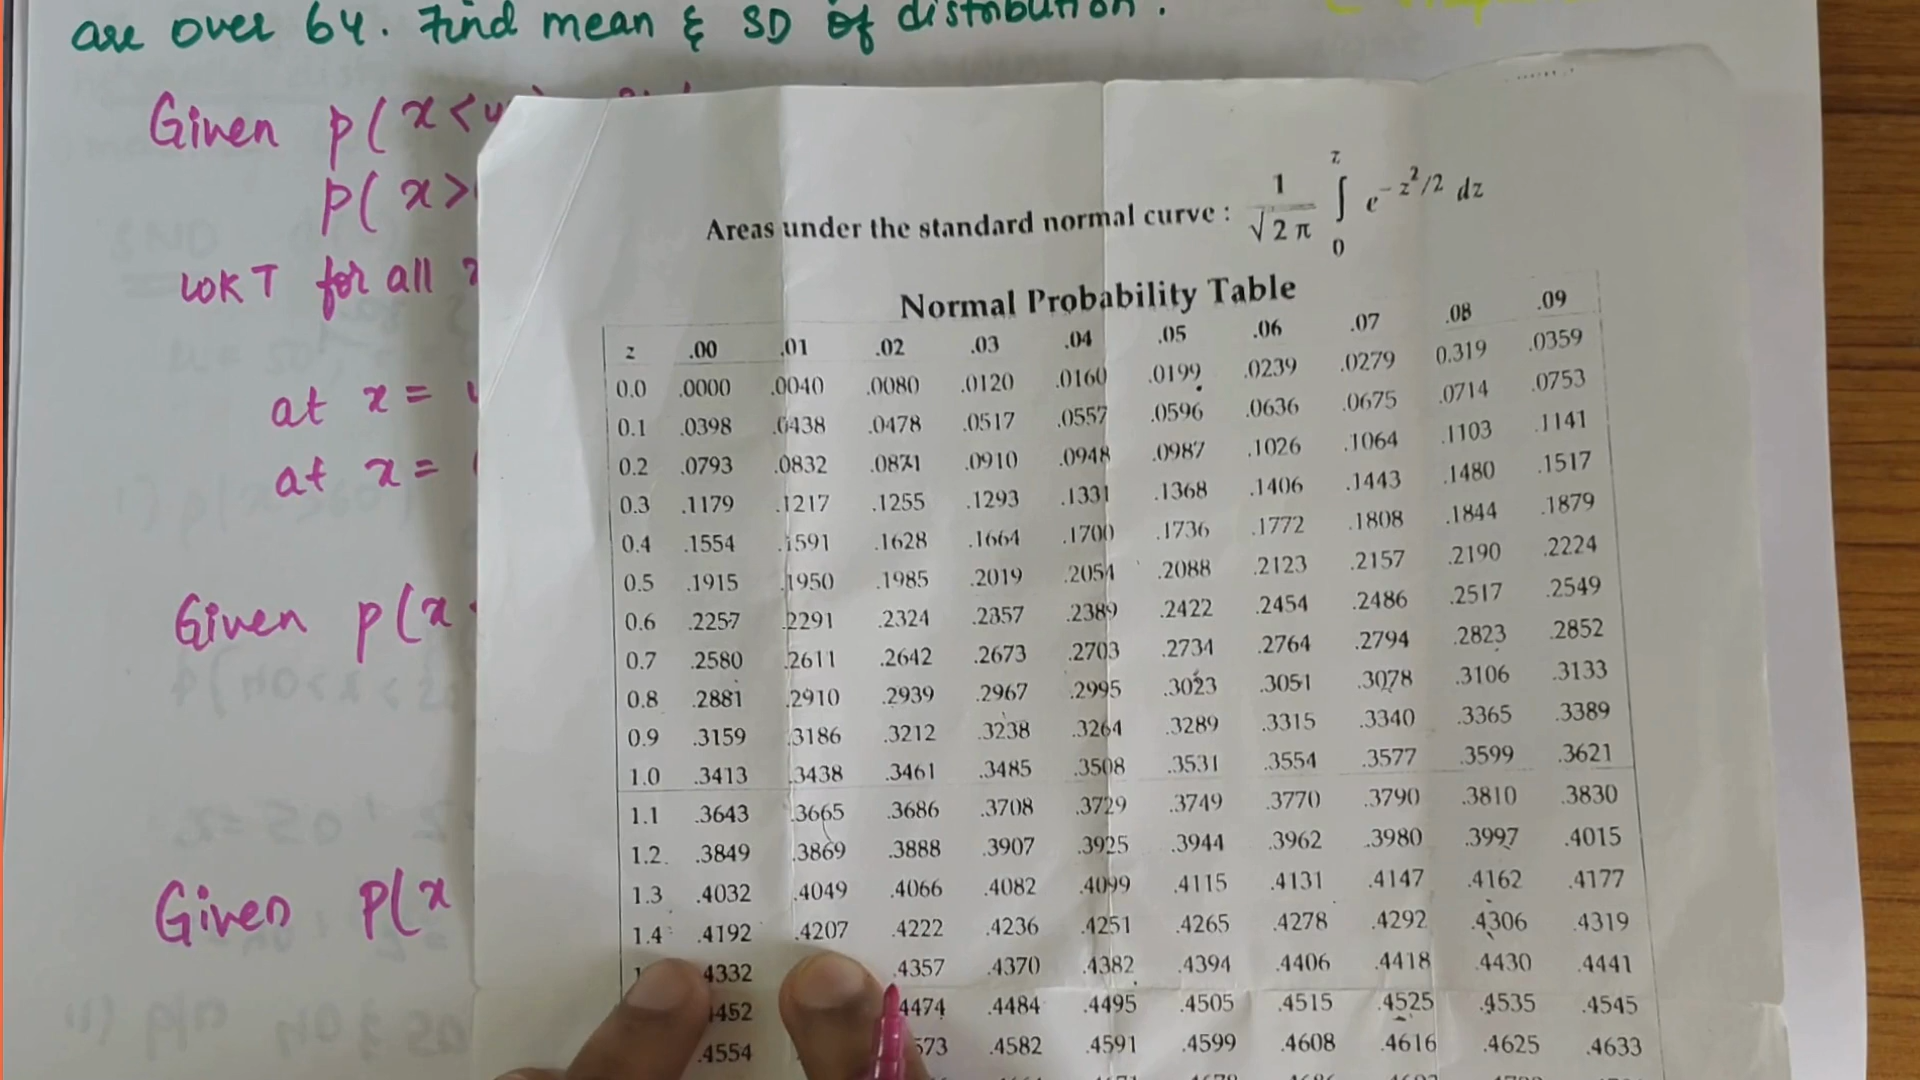 are over 64. Find mean & SD of distribution.
Given p(x<
p(x>
WKT for all
at x=
at x=
Given p(x
Given P(x
Areas under the standard normal curve : 1/√2π ∫ z 0 e^-z²/2 dz
Normal Probability Table
z .00 .01 .02 .03 .04 .05 .06 .07 .08 .09
0.0 .0000 .0040 .0080 .0120 .0160 .0199 .0239 .0279 0.319 .0359
0.1 .0398 .0438 .0478 .0517 .0557 .0596 .0636 .0675 .0714 .0753
0.2 .0793 .0832 .0871 .0910 .0948 .0987 .1026 .1064 .1103 .1141
0.3 .1179 .1217 .1255 .1293 .1331 .1368 .1406 .1443 .1480 .1517
0.4 .1554 .1591 .1628 .1664 .1700 .1736 .1772 .1808 .1844 .1879
0.5 .1915 .1950 .1985 .2019 .2054 .2088 .2123 .2157 .2190 .2224
0.6 .2257 .2291 .2324 .2357 .2389 .2422 .2454 .2486 .2517 .2549
0.7 .2580 .2611 .2642 .2673 .2703 .2734 .2764 .2794 .2823 .2852
0.8 .2881 .2910 .2939 .2967 .2995 .3023 .3051 .3078 .3106 .3133
0.9 .3159 .3186 .3212 .3238 .3264 .3289 .3315 .3340 .3365 .3389
1.0 .3413 .3438 .3461 .3485 .3508 .3531 .3554 .3577 .3599 .3621
1.1 .3643 .3665 .3686 .3708 .3729 .3749 .3770 .3790 .3810 .3830
1.2 .3849 .3869 .3888 .3907 .3925 .3944 .3962 .3980 .3997 .4015
1.3 .4032 .4049 .4066 .4082 .4099 .4115 .4131 .4147 .4162 .4177
1.4 .4192 .4207 .4222 .4236 .4251 .4265 .4278 .4292 .4306 .4319
4332 .4357 .4370 .4382 .4394 .4406 .4418 .4430 .4441
452 4474 .4484 .4495 .4505 .4515 .4525 .4535 .4545
.4554 573 .4582 .4591 .4599 .4608 .4616 .4625 .4633